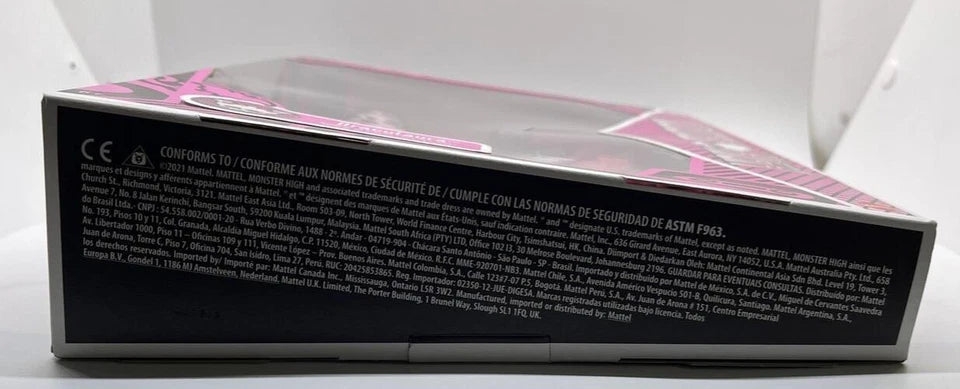 Draculaura
CE CONFORMS TO / CONFORME AUX NORMES DE SÉCURITÉ DE / CUMPLE CON LAS NORMAS DE SEGURIDAD DE ASTM F963.
©2021 Mattel. MATTEL, MONSTER HIGH and associated trademarks and trade dress are owned by Mattel, ® and ™ designate U.S. trademarks of Mattel, except as noted. MATTEL, MONSTER HIGH ainsi que les
marques et designs y afférents appartiennent à Mattel. ® et ™ désignent des marques de Mattel aux États-Unis, sauf indication contraire. Mattel, Inc., 636 Girard Avenue, East Aurora, NY 14052, U.S.A. Mattel Australia Pty. Ltd., 658
Church St., Richmond, Victoria, 3121. Mattel East Asia Ltd., Room 503-09, North Tower, World Finance Centre, Harbour City, Tsimshatsui, HK, China. Diimport & Diedarkan Oleh: Mattel Continental Asia Sdn Bhd. Level 19, Tower 3,
Avenue 7, No. 8 Jalan Kerinchi, Bangsar South, 59200 Kuala Lumpur, Malaysia. Mattel South Africa (PTY) LTD, Office 102 I3, 30 Melrose Boulevard, Johannesburg 2196. GUARDAR PARA EVENTUAIS CONSULTAS. Distribuido por: Mattel
do Brasil Ltda. - CNPJ : 54.558.002/0001-20 - Rua Verbo Divino, 1488 - 2º. Andar - 04719-904 - Chácara Santo Antônio - São Paulo - SP - Brasil. Importado y distribuido por Mattel de México, S.A. de C.V., Miguel de Cervantes Saavedra
No. 193, Pisos 10 y 11, Col. Granada, Alcaldía Miguel Hidalgo, C.P. 11520, México, Ciudad de México. R.F.C. MME-920701-NB3. Mattel Chile, S.A., Avenida Américo Vespucio 501-B, Quilicura, Santiago. Mattel Argentina, S.A.,
Av. Libertador 1000, Piso 11 - Oficinas 109 y 111, Vicente López - Prov. Buenos Aires. Mattel Colombia, S.A., Calle 123#7-07 P.5, Bogotá. Mattel Perú, S.A., Av. Juan de Arona # 151, Centro Empresarial
Juan de Arona, Torre C, Piso 7, Oficina 704, San Isidro, Lima 27, Perú. RUC: 20425853865. Reg. Importador: 02350-12-JUE-DIGESA. Marcas registradas utilizadas bajo licencia. Todos
los derechos reservados. Importado por: Mattel Canada Inc., Mississauga, Ontario L5R 3W2. Manufactured, imported or distributed by: Mattel
Europa B.V., Gondel 1, 1186 MJ Amstelveen, Nederland. Mattel U.K. Limited, The Porter Building, 1 Brunel Way, Slough SL1 1FQ, UK.